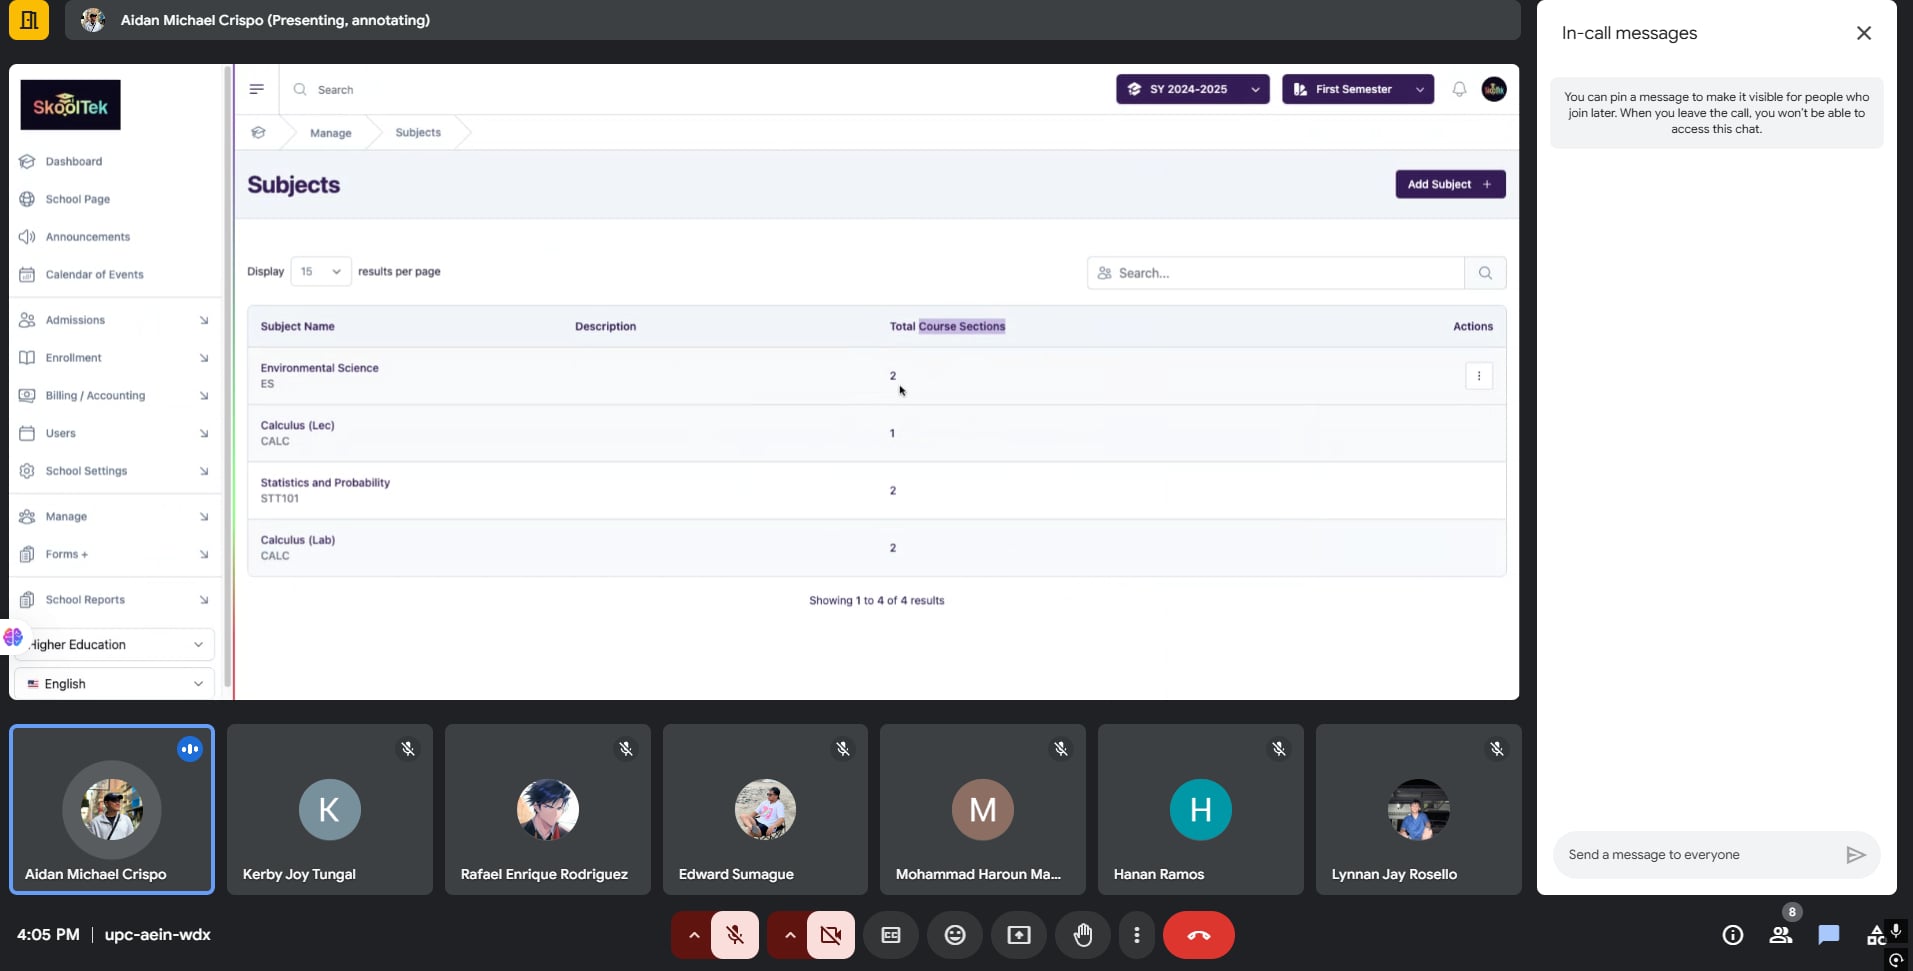 Aidan Michael Crispo (Presenting, annotating)
SkoolTek
Search
SY 2024-2025
First Semester
Manage
Subjects
Dashboard
School Page
Announcements
Calendar of Events
Admissions
Enrollment
Billing / Accounting
Users
School Settings
Manage
Forms +
School Reports
Higher Education
English
Subjects
Add Subject +
Display 15 results per page
Search...
Subject Name Description Total Course Sections Actions
Environmental Science
ES
2
Calculus (Lec)
CALC
1
Statistics and Probability
STT101
2
Calculus (Lab)
CALC
2
Showing 1 to 4 of 4 results
In-call messages
You can pin a message to make it visible for people who
join later. When you leave the call, you won't be able to
access this chat.
Send a message to everyone
K
M
H
Aidan Michael Crispo
Kerby Joy Tungal
Rafael Enrique Rodriguez
Edward Sumague
Mohammad Haroun Ma...
Hanan Ramos
Lynnan Jay Rosello
4:05 PM | upc-aein-wdx
8